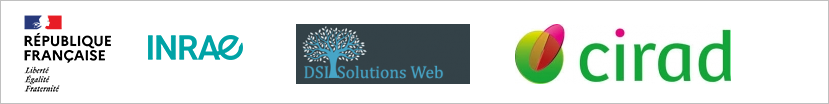 RÉPUBLIQUE
FRANÇAISE
Liberté
Égalité
Fraternité
INRAE
DSI Solutions Web
cirad